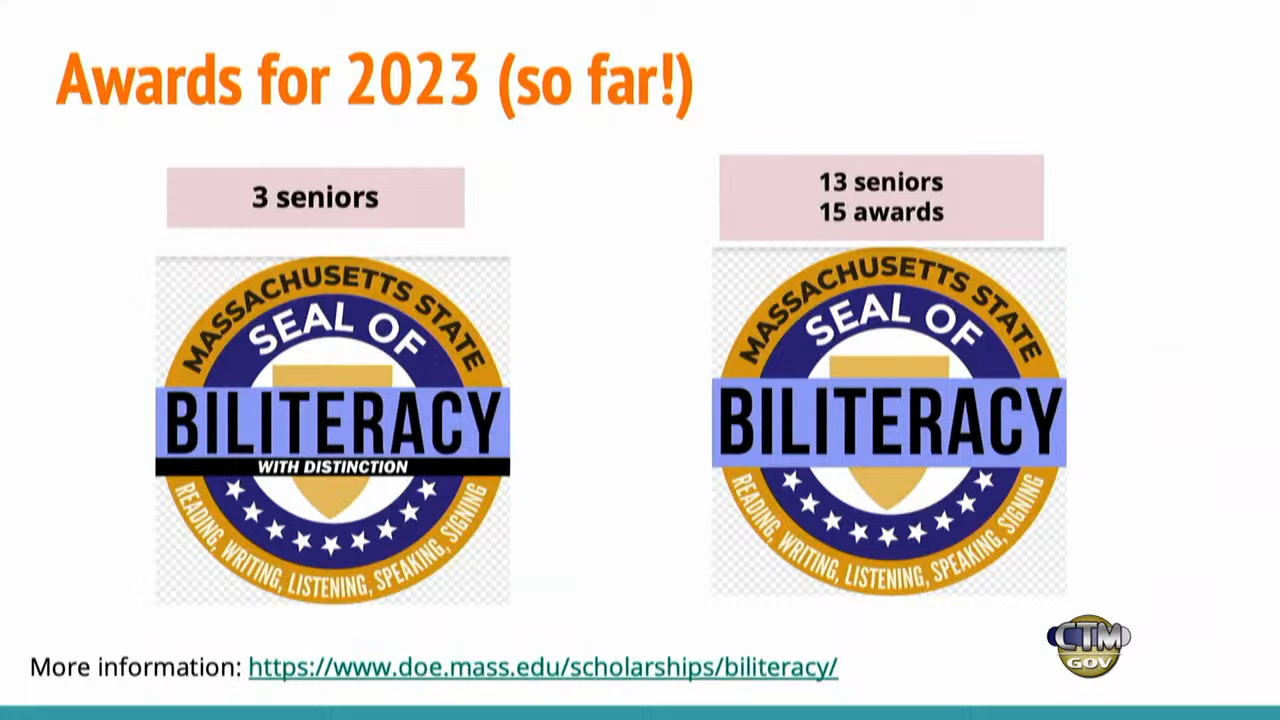 Awards for 2023 (so far!)
3 seniors
MASSACHUSETTS STATE
SEAL OF
BILITERACY
WITH DISTINCTION
READING, WRITING, LISTENING, SPEAKING, SIGNING
13 seniors
15 awards
MASSACHUSETTS STATE
SEAL OF
BILITERACY
READING, WRITING, LISTENING, SPEAKING, SIGNING
CTM
GOV
More information: https://www.doe.mass.edu/scholarships/biliteracy/